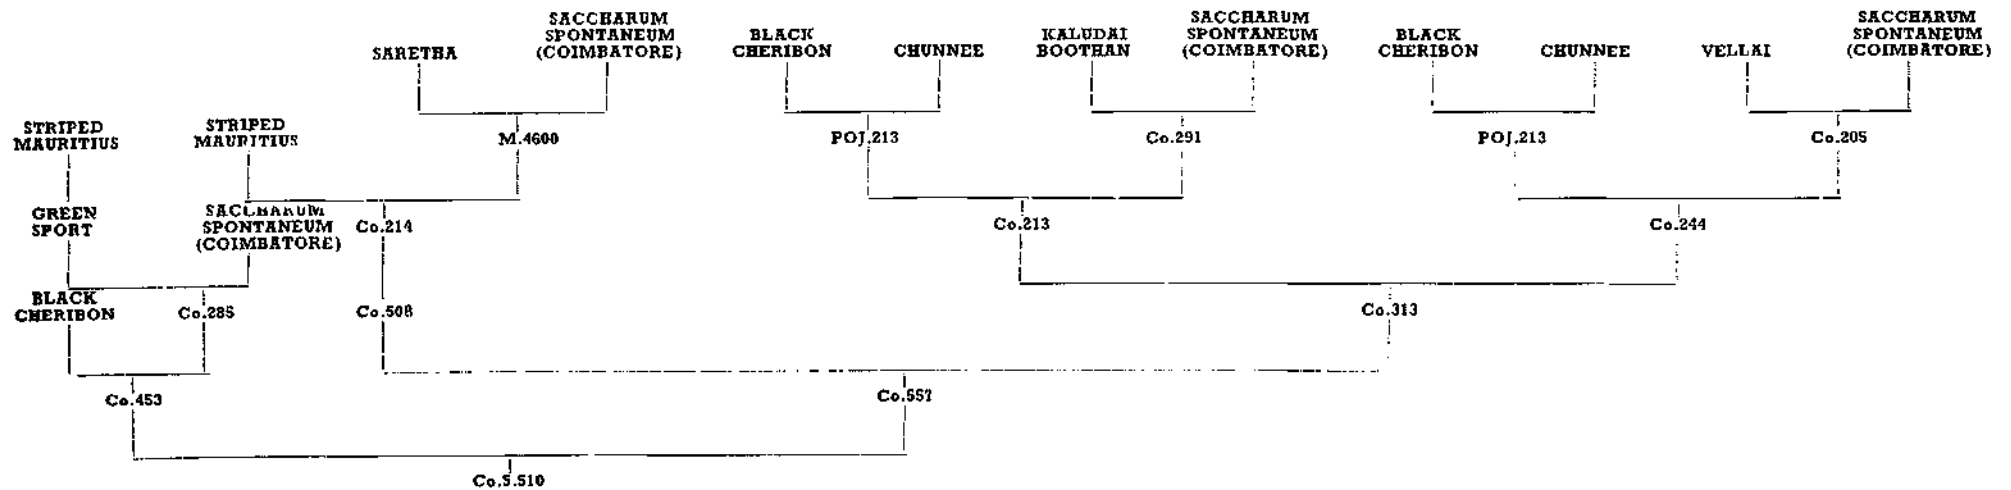 SARETHA
SACCHARUM
SPONTANEUM
(COIMBATORE)
BLACK
CHERIBON
CHUNNEE
KALUDAI
BOOTHAN
SACCHARUM
SPONTANEUM
(COIMBATORE)
BLACK
CHERIBON
CHUNNEE
VELLAI
SACCHARUM
SPONTANEUM
(COIMBATORE)
STRIPED
MAURITIUS
STRIPED
MAURITIUS
M.4600
POJ.213
Co.291
POJ.213
Co.205
GREEN
SPORT
SACCHARUM
SPONTANEUM
(COIMBATORE)
Co.214
Co.213
Co.244
BLACK
CHERIBON
Co.285
Co.508
Co.313
Co.453
Co.557
Co.S.510